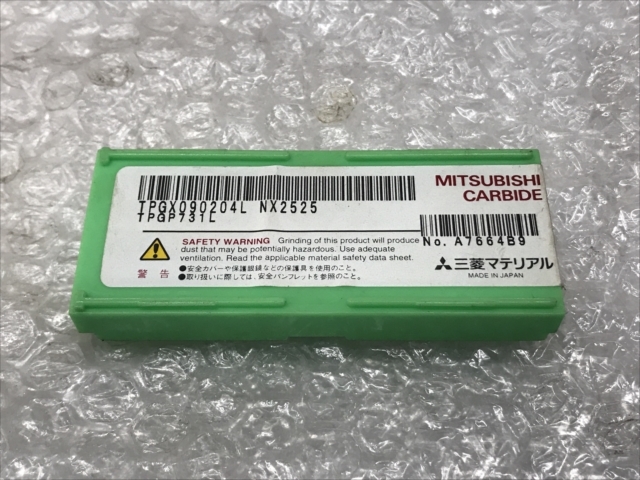 TPGX090204L NX2525
TPGP731L
MITSUBISHI
CARBIDE
No. A7664B9
SAFETY WARNING Grinding of this product will produce
dust that may be potentially hazardous. Use adequate
ventilation. Read the applicable material safety data sheet.
警告
●安全カバーや保護眼鏡などの保護具を使用のこと。
●取り扱いに際しては、安全パンフレットを参照のこと。
三菱マテリアル
MADE IN JAPAN